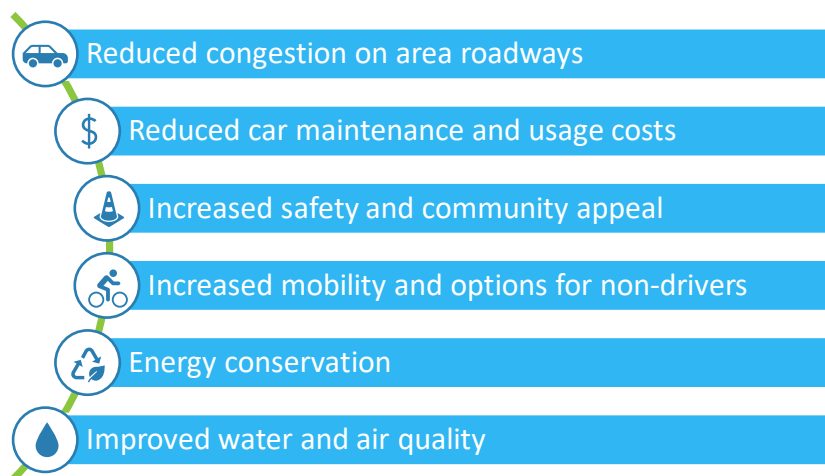 Reduced congestion on area roadways
$
Reduced car maintenance and usage costs
Increased safety and community appeal
Increased mobility and options for non-drivers
Energy conservation
Improved water and air quality